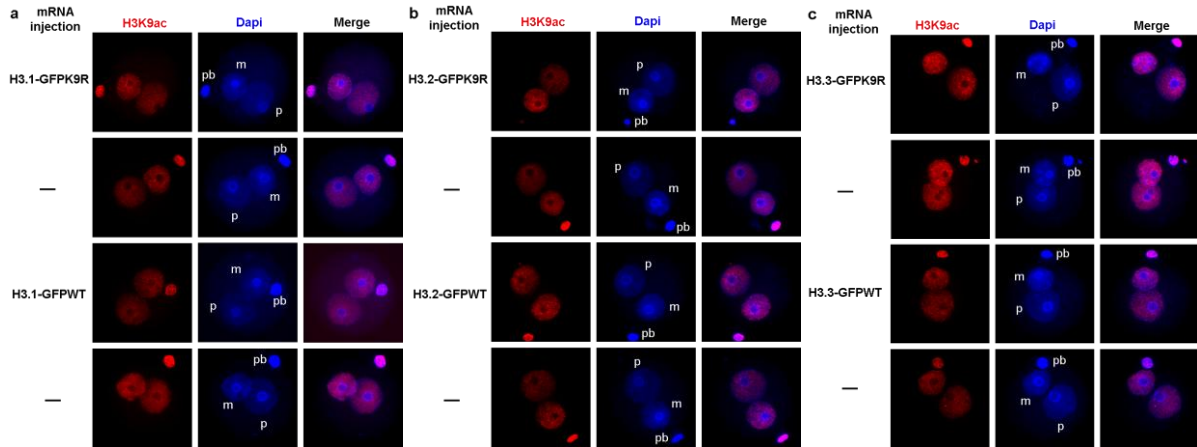 a
mRNA
injection
H3K9ac
Dapi
Merge
H3.1-GFPK9R
pb
m
p
—
pb
m
p
H3.1-GFPWT
m
p
pb
—
pb
m
p
b
mRNA
injection
H3K9ac
Dapi
Merge
H3.2-GFPK9R
p
m
pb
—
p
m
pb
H3.2-GFPWT
p
m
pb
—
p
m
pb
c
mRNA
injection
H3K9ac
Dapi
Merge
H3.3-GFPK9R
pb
m
p
—
m
pb
p
H3.3-GFPWT
pb
m
p
—
pb
m
p